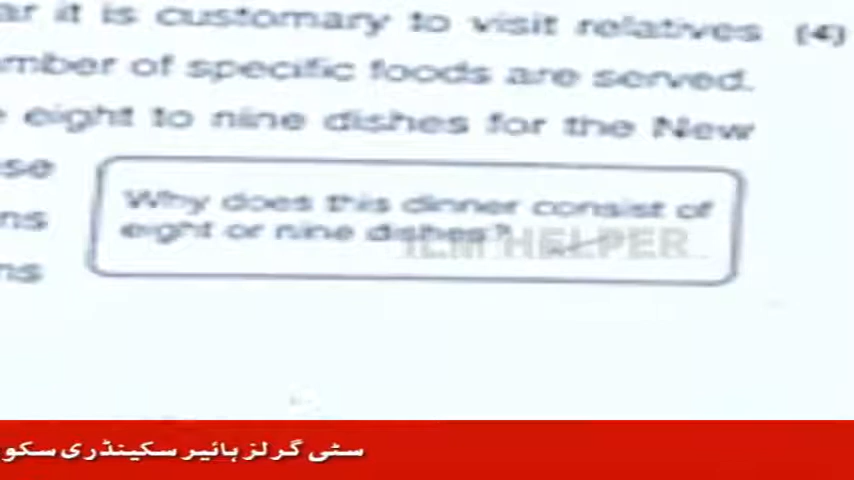 ar it is customary to visit relatives (4)
mber of specific foods are served.
e eight to nine dishes for the New
se
Why does this dinner consist of
ns
eight or nine dishes?
ILM HELPER
ns
سٹی گرلز ہائیر سکینڈری سکو